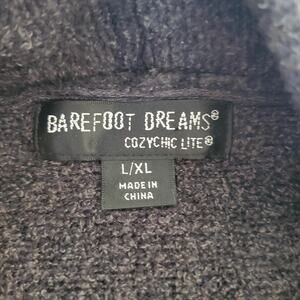 BAREFOOT DREAMS®
COZYCHIC LITE®
L/XL
MADE IN
CHINA